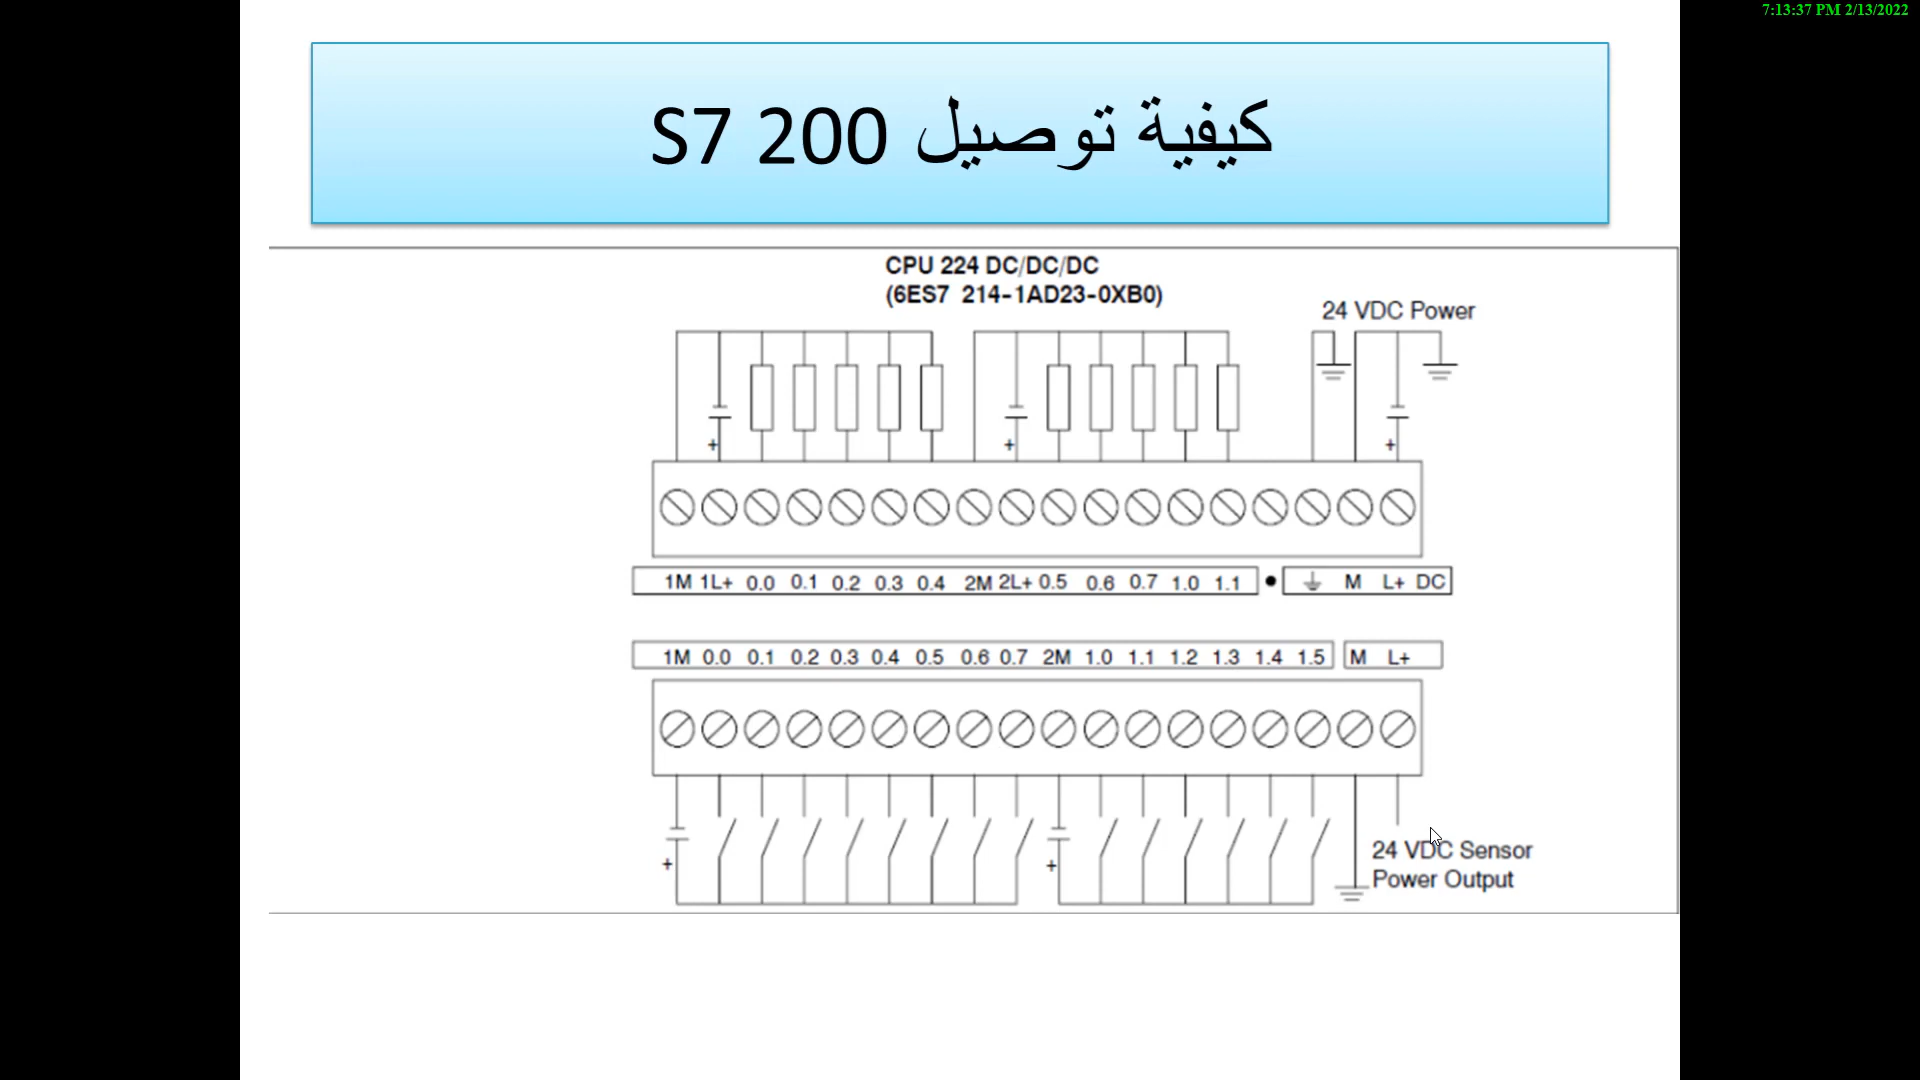 7:13:37 PM 2/13/2022
كيفية توصيل S7 200
CPU 224 DC/DC/DC
(6ES7 214-1AD23-0XB0)
24 VDC Power
+ + +
1M 1L+ 0.0 0.1 0.2 0.3 0.4 2M 2L+ 0.5 0.6 0.7 1.0 1.1 M L+ DC
1M 0.0 0.1 0.2 0.3 0.4 0.5 0.6 0.7 2M 1.0 1.1 1.2 1.3 1.4 1.5 M L+
+ +
24 VDC Sensor
Power Output